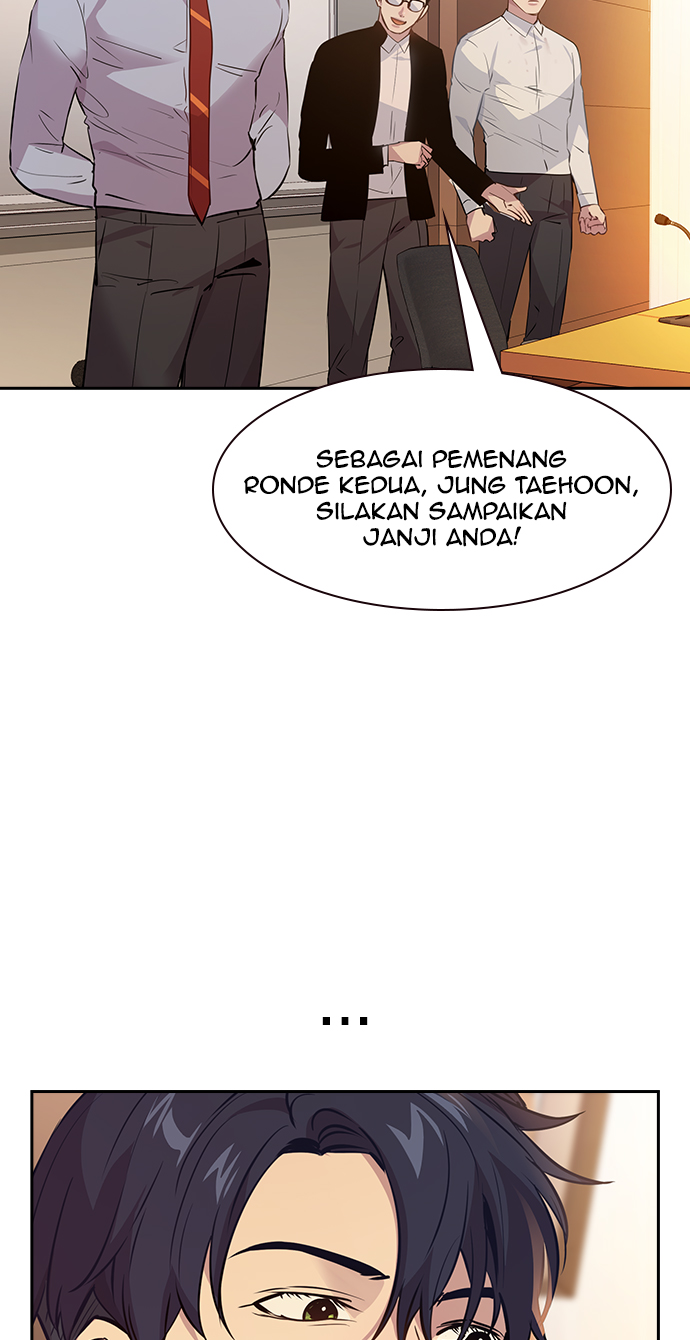 SEBAGAI PEMENANG
RONDE KEDUA, JUNG TAEHOON,
SILAKAN SAMPAIKAN
JANJI ANDA!
...